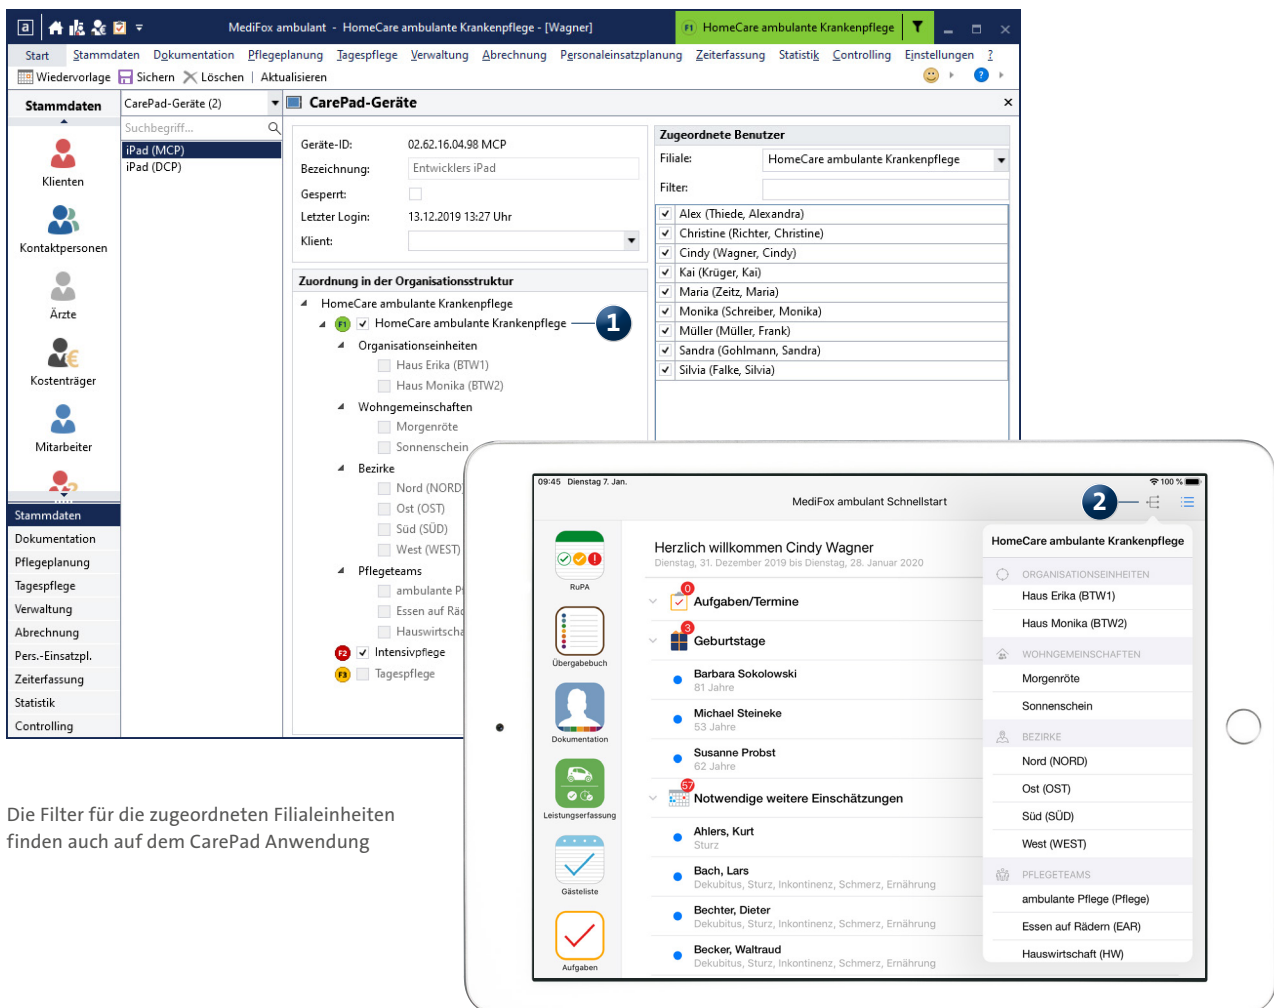 MediFox ambulant - HomeCare ambulante Krankenpflege - [Wagner]
F1 HomeCare ambulante Krankenpflege
Start Stammdaten Dokumentation Pflegeplanung Tagespflege Verwaltung Abrechnung Personaleinsatzplanung Zeiterfassung Statistik Controlling Einstellungen ?
Wiedervorlage Sichern Löschen | Aktualisieren
Stammdaten
Klienten
Kontaktpersonen
Ärzte
Kostenträger
Mitarbeiter
Stammdaten
Dokumentation
Pflegeplanung
Tagespflege
Verwaltung
Abrechnung
Pers.-Einsatzpl.
Zeiterfassung
Statistik
Controlling
CarePad-Geräte (2)
Suchbegriff...
iPad (MCP)
iPad (DCP)
CarePad-Geräte
Geräte-ID: 02.62.16.04.98 MCP
Bezeichnung: Entwicklers iPad
Gesperrt:
Letzter Login: 13.12.2019 13:27 Uhr
Klient:
Zuordnung in der Organisationsstruktur
HomeCare ambulante Krankenpflege
F1 HomeCare ambulante Krankenpflege
1
Organisationseinheiten
Haus Erika (BTW1)
Haus Monika (BTW2)
Wohngemeinschaften
Morgenröte
Sonnenschein
Bezirke
Nord (NORD)
Ost (OST)
Süd (SÜD)
West (WEST)
Pflegeteams
ambulante Pf
Essen auf Räd
Hauswirtscha
F2 Intensivpflege
F3 Tagespflege
Zugeordnete Benutzer
Filiale: HomeCare ambulante Krankenpflege
Filter:
Alex (Thiede, Alexandra)
Christine (Richter, Christine)
Cindy (Wagner, Cindy)
Kai (Krüger, Kai)
Maria (Zeitz, Maria)
Monika (Schreiber, Monika)
Müller (Müller, Frank)
Sandra (Gohlmann, Sandra)
Silvia (Falke, Silvia)
09:45 Dienstag 7. Jan.
100 %
MediFox ambulant Schnellstart
2
RuPA
Übergabebuch
Dokumentation
Leistungserfassung
Gästeliste
Aufgaben
Herzlich willkommen Cindy Wagner
Dienstag, 31. Dezember 2019 bis Dienstag, 28. Januar 2020
0
Aufgaben/Termine
3
Geburtstage
Barbara Sokolowski
81 Jahre
Michael Steineke
53 Jahre
Susanne Probst
62 Jahre
57
Notwendige weitere Einschätzungen
Ahlers, Kurt
Sturz
Bach, Lars
Dekubitus, Sturz, Inkontinenz, Schmerz, Ernährung
Bechter, Dieter
Dekubitus, Sturz, Inkontinenz, Schmerz, Ernährung
Becker, Waltraud
Dekubitus, Sturz, Inkontinenz, Schmerz, Ernährung
HomeCare ambulante Krankenpflege
ORGANISATIONSEINHEITEN
Haus Erika (BTW1)
Haus Monika (BTW2)
WOHNGEMEINSCHAFTEN
Morgenröte
Sonnenschein
BEZIRKE
Nord (NORD)
Ost (OST)
Süd (SÜD)
West (WEST)
PFLEGETEAMS
ambulante Pflege (Pflege)
Essen auf Rädern (EAR)
Hauswirtschaft (HW)
Die Filter für die zugeordneten Filialeinheiten
finden auch auf dem CarePad Anwendung